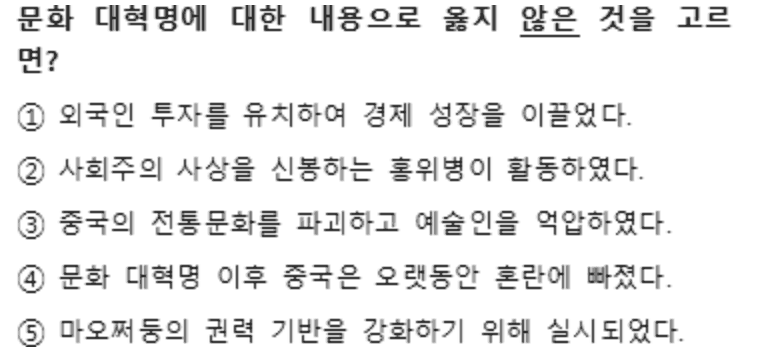 문화 대혁명에 대한 내용으로 옳지 않은 것을 고르
면?
① 외국인 투자를 유치하여 경제 성장을 이끌었다.
② 사회주의 사상을 신봉하는 홍위병이 활동하였다.
③ 중국의 전통문화를 파괴하고 예술인을 억압하였다.
④ 문화 대혁명 이후 중국은 오랫동안 혼란에 빠졌다.
⑤ 마오쩌둥의 권력 기반을 강화하기 위해 실시되었다.